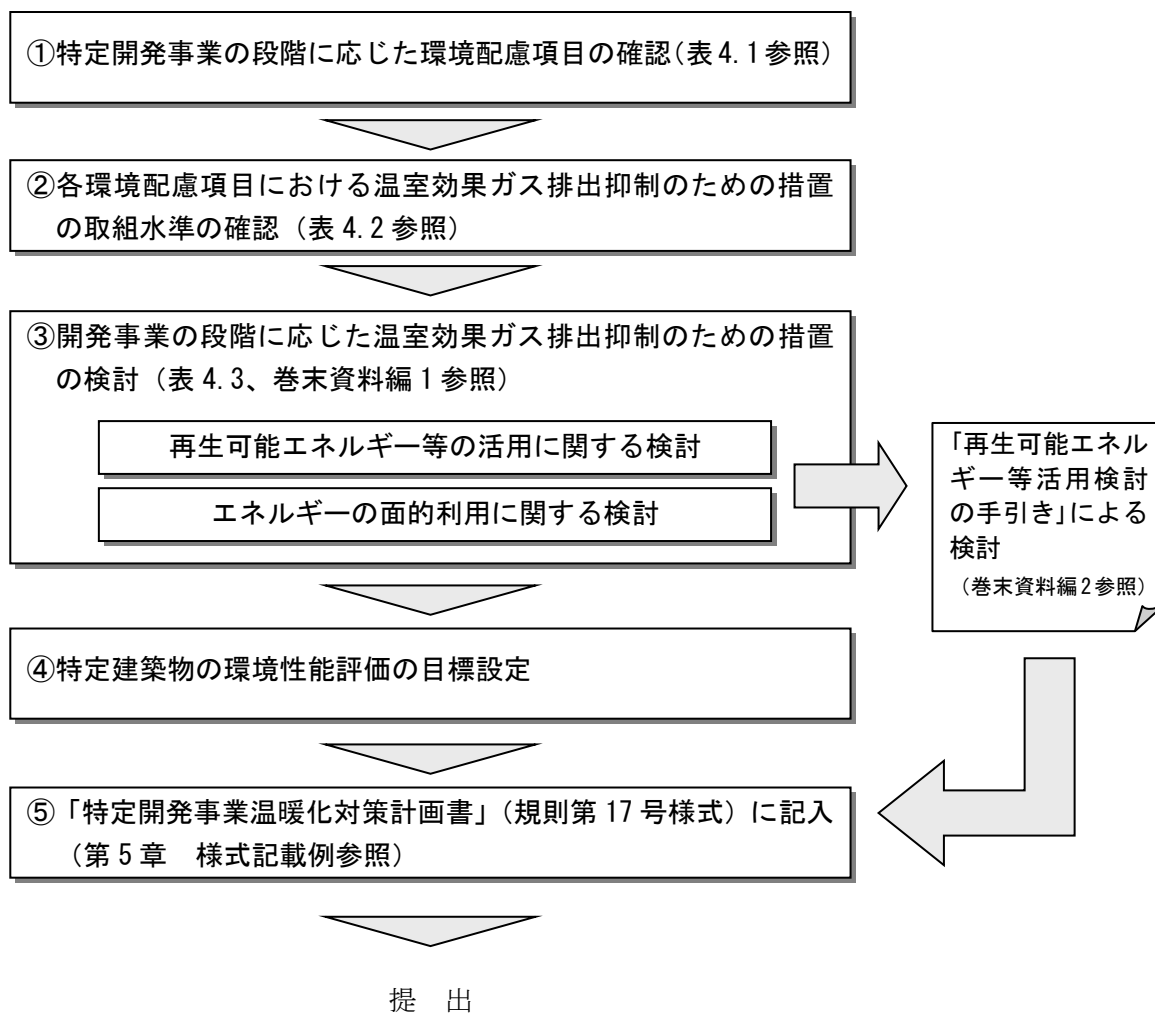 ①特定開発事業の段階に応じた環境配慮項目の確認(表4.1参照)
②各環境配慮項目における温室効果ガス排出抑制のための措置
の取組水準の確認(表4.2参照)
③開発事業の段階に応じた温室効果ガス排出抑制のための措置
の検討(表4.3、巻末資料編1参照)
再生可能エネルギー等の活用に関する検討
エネルギーの面的利用に関する検討
「再生可能エネル
ギー等活用検討
の手引き」による
検討
(巻末資料編2参照)
④特定建築物の環境性能評価の目標設定
⑤「特定開発事業温暖化対策計画書」(規則第17号様式)に記入
(第5章 様式記載例参照)
提 出